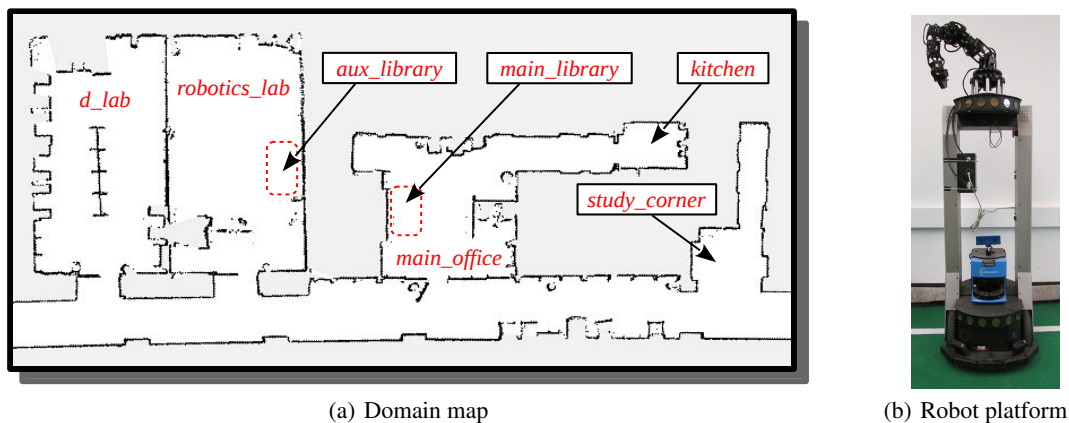 aux_library
main_library
kitchen
robotics_lab
d_lab
study_corner
main_office
(a) Domain map
(b) Robot platform